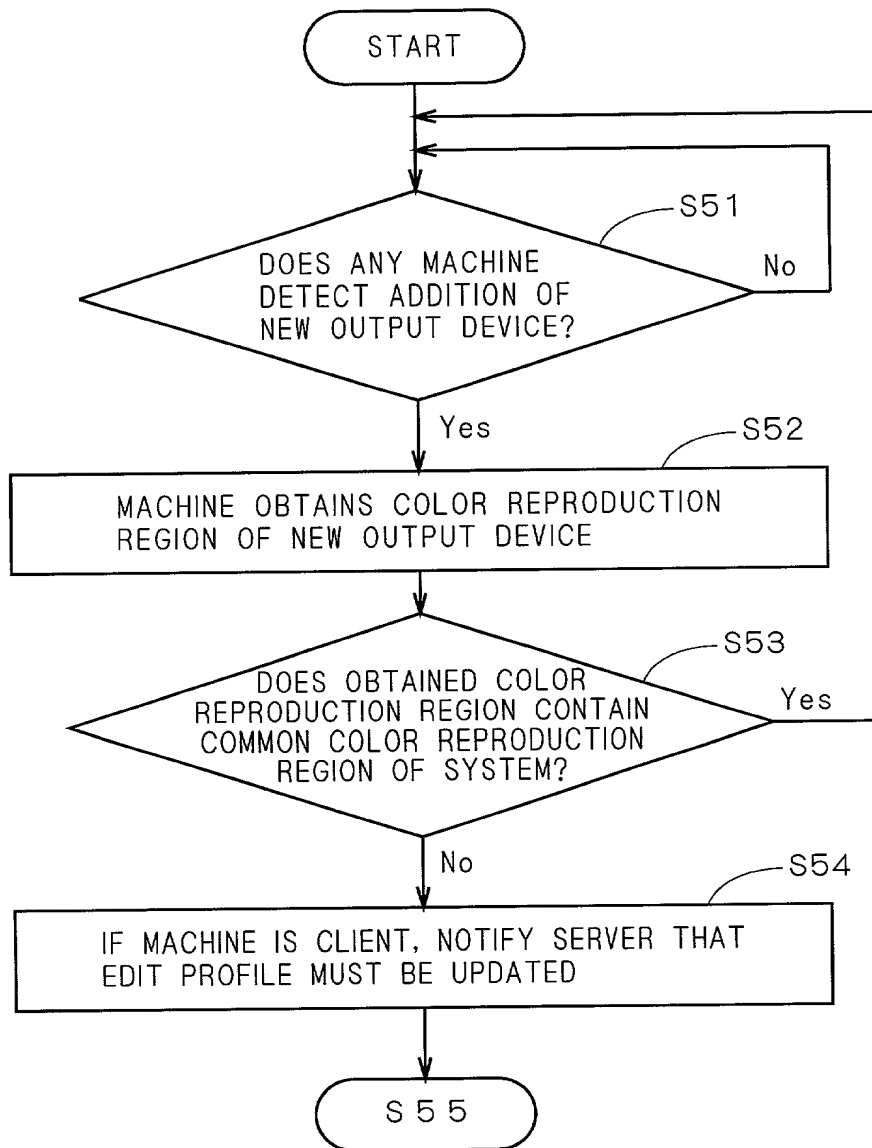 START
S51
DOES ANY MACHINE
DETECT ADDITION OF
NEW OUTPUT DEVICE?
No
Yes
S52
MACHINE OBTAINS COLOR REPRODUCTION
REGION OF NEW OUTPUT DEVICE
S53
DOES OBTAINED COLOR
REPRODUCTION REGION CONTAIN
COMMON COLOR REPRODUCTION
REGION OF SYSTEM?
Yes
No
S54
IF MACHINE IS CLIENT, NOTIFY SERVER THAT
EDIT PROFILE MUST BE UPDATED
S55